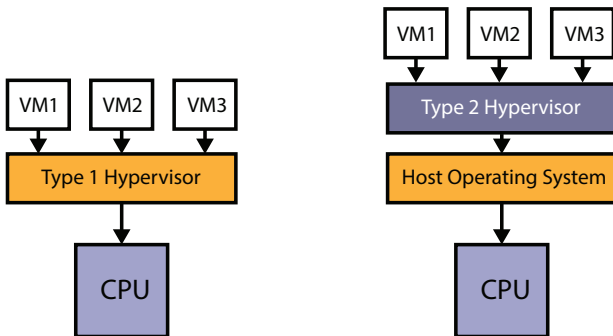 VM1 VM2 VM3
Type 1 Hypervisor
CPU
VM1 VM2 VM3
Type 2 Hypervisor
Host Operating System
CPU